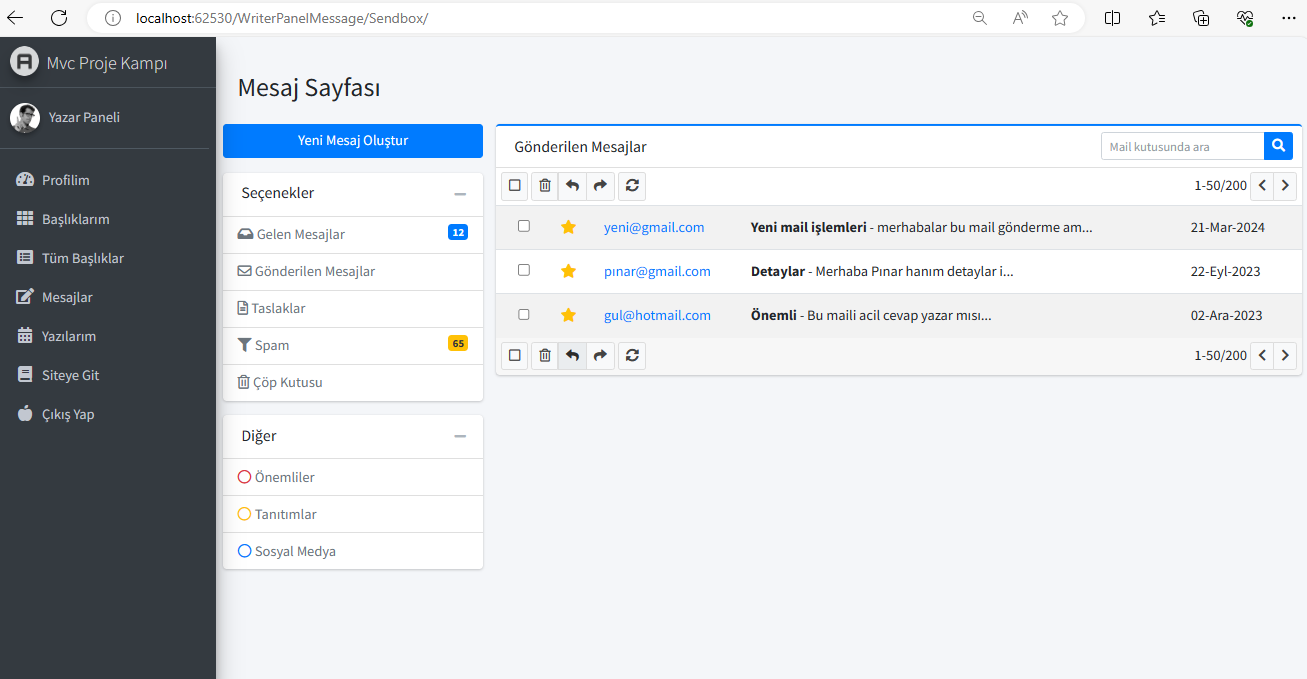 localhost:62530/WriterPanelMessage/Sendbox/
Mvc Proje Kampı
Yazar Paneli
Profilim
Başlıklarım
Tüm Başlıklar
Mesajlar
Yazılarım
Siteye Git
Çıkış Yap
Mesaj Sayfası
Yeni Mesaj Oluştur
Seçenekler
Gelen Mesajlar 12
Gönderilen Mesajlar
Taslaklar
Spam 65
Çöp Kutusu
Diğer
Önemliler
Tanıtımlar
Sosyal Medya
Gönderilen Mesajlar
Mail kutusunda ara
1-50/200
yeni@gmail.com Yeni mail işlemleri - merhabalar bu mail gönderme am... 21-Mar-2024
pınar@gmail.com Detaylar - Merhaba Pınar hanım detaylar i... 22-Eyl-2023
gul@hotmail.com Önemli - Bu maili acil cevap yazar mısı... 02-Ara-2023
1-50/200